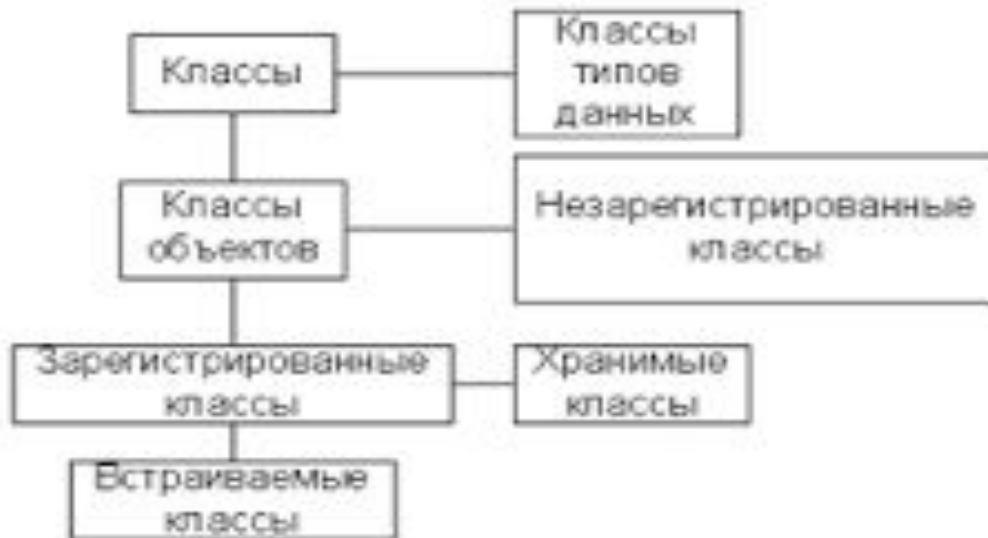 Классы
Классы
типов
данных
Классы
объектов
Незарегистрированные
классы
Зарегистрированные
классы
Хранимые
классы
Встраиваемые
классы